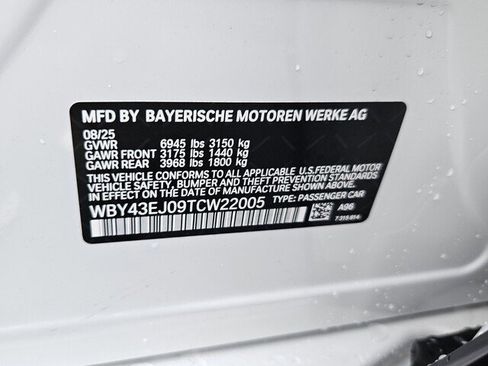 MFD BY BAYERISCHE MOTOREN WERKE AG
08/25
GVWR 6945 lbs 3150 kg
GAWR FRONT 3175 lbs 1440 kg
GAWR REAR 3968 lbs 1800 kg
THIS VEHICLE CONFORMS TO ALL APPLICABLE U.S.FEDERAL MOTOR
VEHICLE SAFETY, BUMPER AND THEFT PREVENTION STANDARDS IN
EFFECT ON THE DATE OF MANUFACTURE SHOWN ABOVE.
WBY43EJ09TCW22005 TYPE: PASSENGER CAR
A96